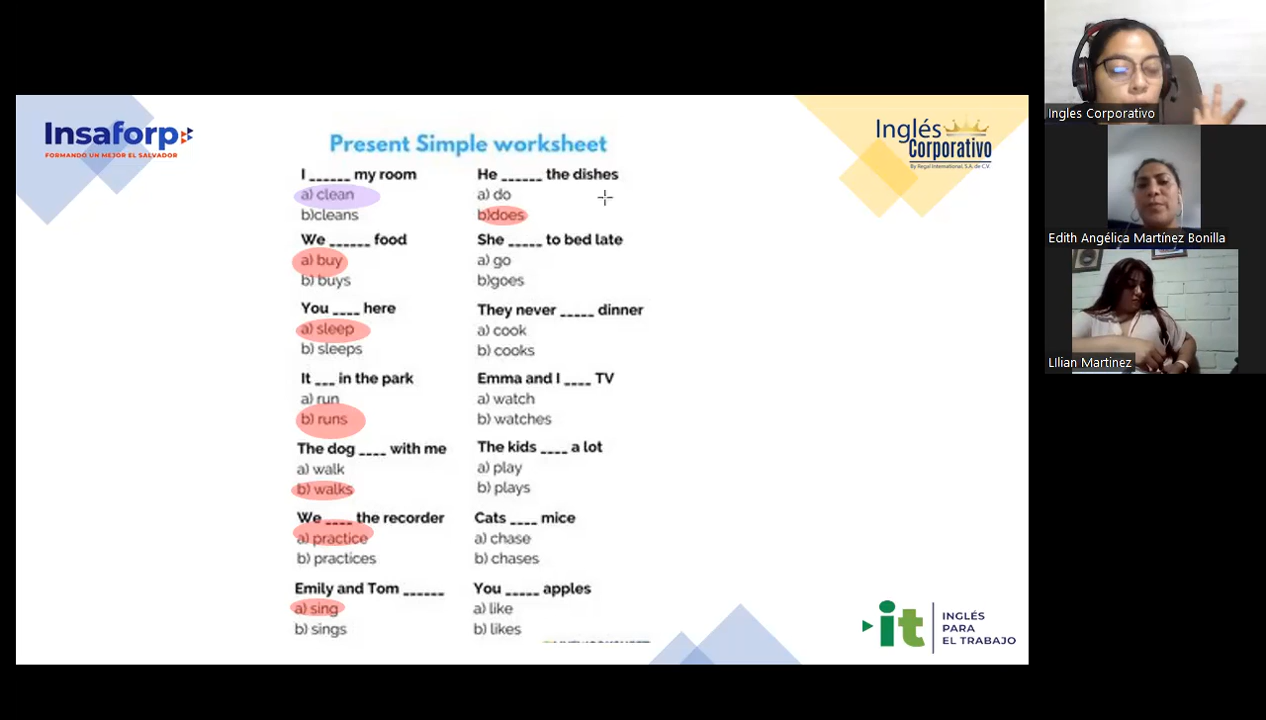 Insaforp
FORMANDO UN MEJOR EL SALVADOR
Inglés
Corporativo
By Regal International, S.A. de C.V.
Present Simple worksheet
I ______ my room
a) clean
b)cleans
We ______ food
a) buy
b) buys
You ____ here
a) sleep
b) sleeps
It ___ in the park
a) run
b) runs
The dog ____ with me
a) walk
b) walks
We ____ the recorder
a) practice
b) practices
Emily and Tom ______
a) sing
b) sings
He ______ the dishes
a) do
b)does
She _____ to bed late
a) go
b)goes
They never _____ dinner
a) cook
b) cooks
Emma and I ____ TV
a) watch
b) watches
The kids ____ a lot
a) play
b) plays
Cats ____ mice
a) chase
b) chases
You _____ apples
a) like
b) likes
it
INGLÉS
PARA
EL TRABAJO
Ingles Corporativo
Edith Angélica Martínez Bonilla
LIlian Martinez